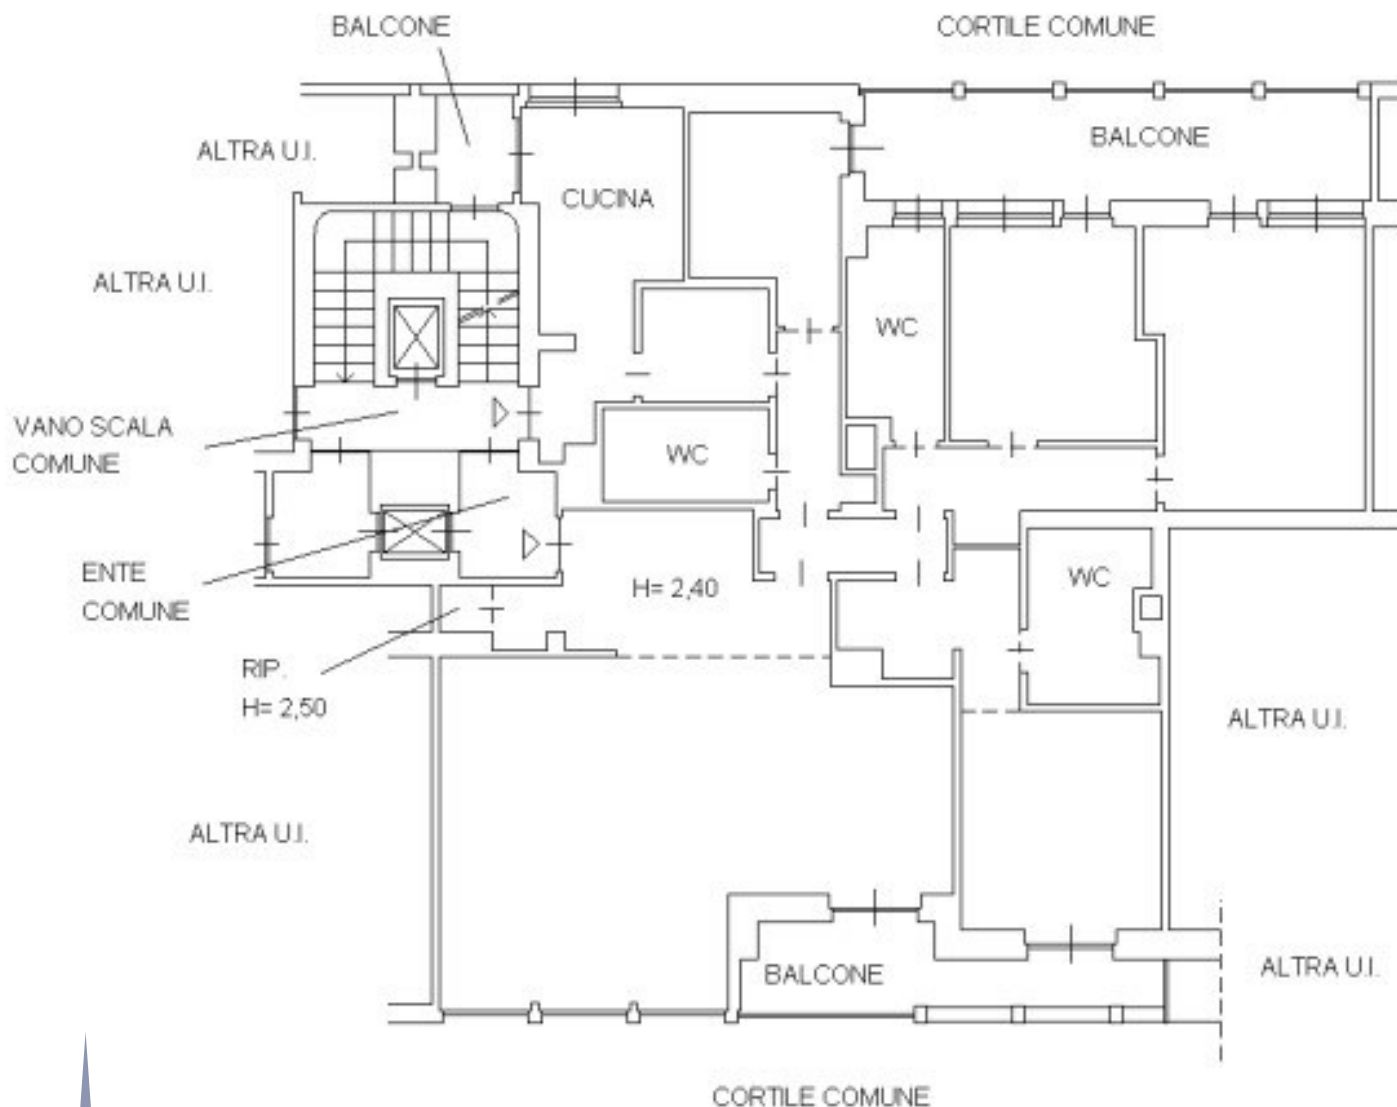 BALCONE
CORTILE COMUNE
BALCONE
ALTRA U.I.
CUCINA
ALTRA U.I.
WC
VANO SCALA
COMUNE
WC
ENTE
COMUNE
H= 2,40
WC
RIP.
H= 2,50
ALTRA U.I.
ALTRA U.I.
BALCONE
ALTRA U.I.
CORTILE COMUNE